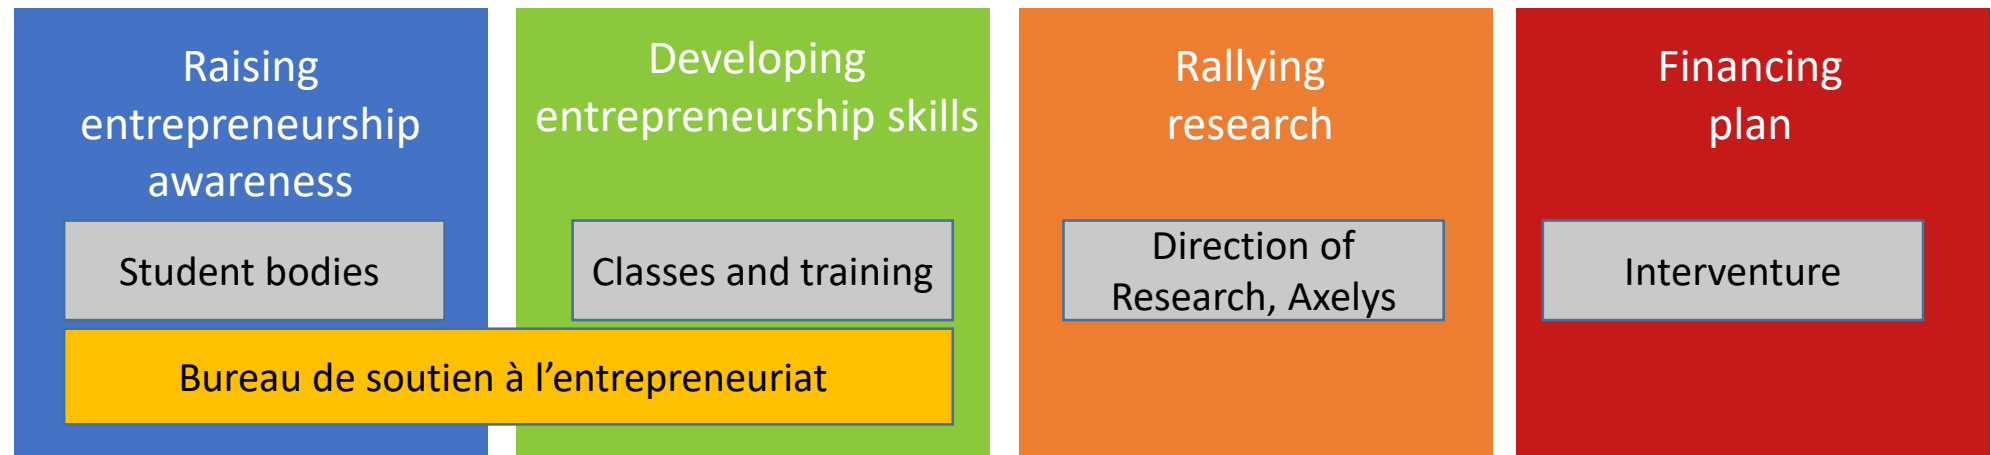 Raising
entrepreneurship
awareness
Student bodies
Developing
entrepreneurship skills
Classes and training
Bureau de soutien à l’entrepreneuriat
Rallying
research
Direction of
Research, Axelys
Financing
plan
Interventure